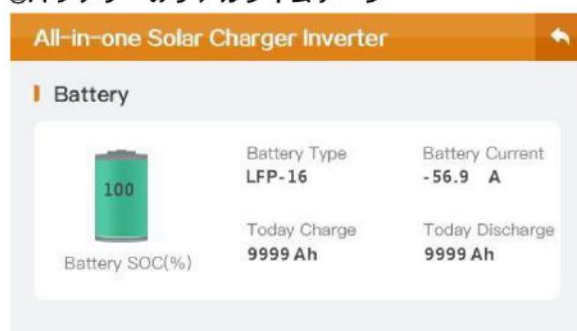 All-in-one Solar Charger Inverter
Battery
100
Battery SOC(%)
Battery Type
LFP-16
Battery Current
-56.9 A
Today Charge
9999 Ah
Today Discharge
9999 Ah